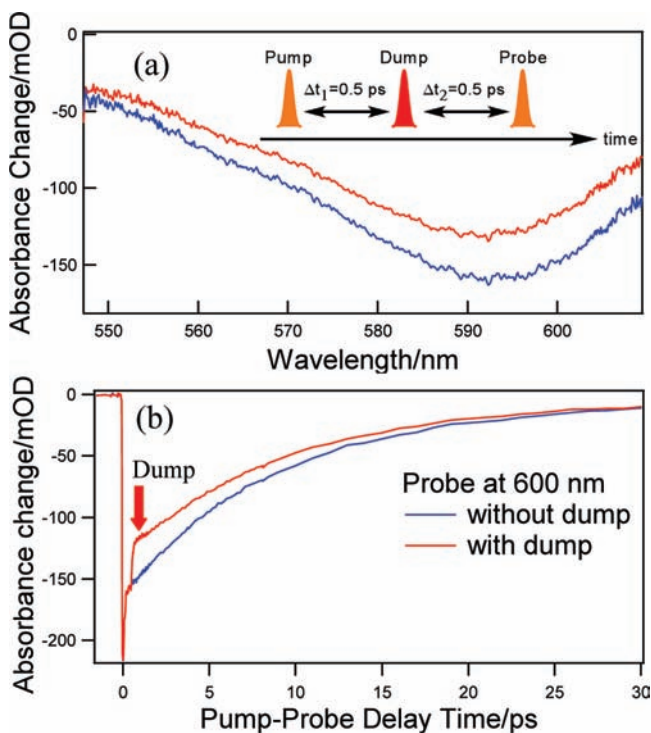 (a)
Pump Dump Probe
Δt1=0.5 ps Δt2=0.5 ps
time
0
-50
-100
-150
Absorbance Change/mOD
550 560 570 580 590 600
Wavelength/nm
(b)
Dump
Probe at 600 nm
without dump
with dump
0
-50
-100
-150
-200
Absorbance change/mOD
0 5 10 15 20 25 30
Pump-Probe Delay Time/ps